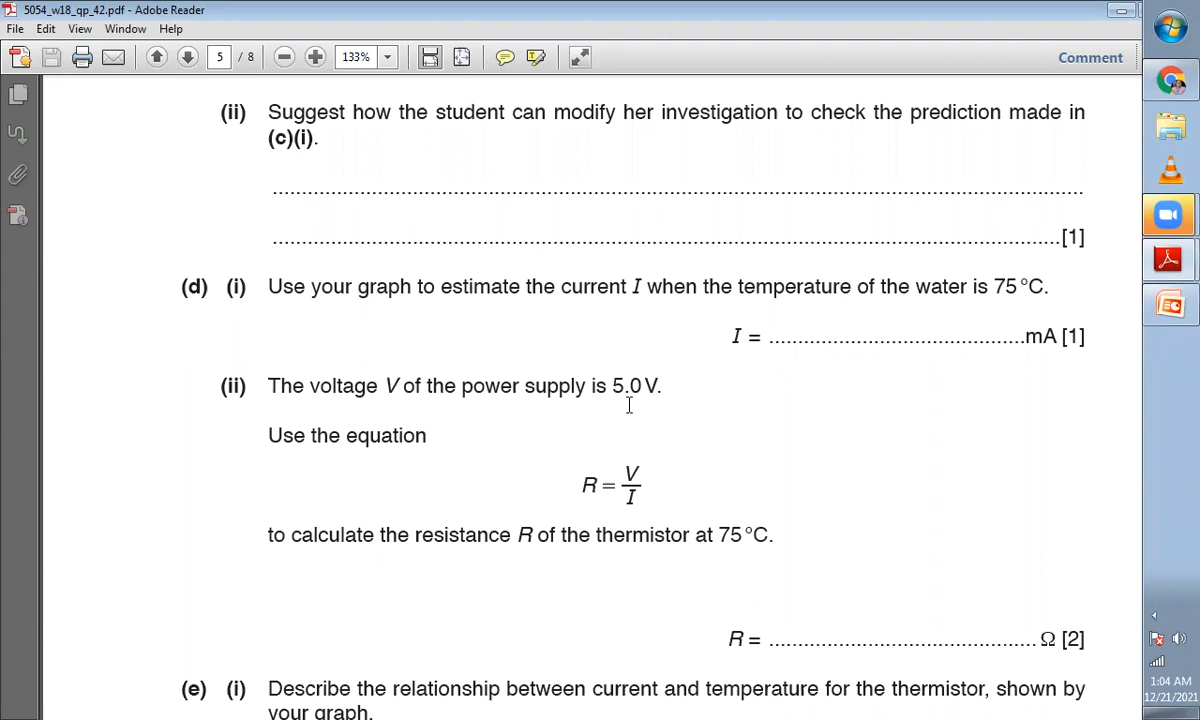 5054_w18_qp_42.pdf - Adobe Reader
File Edit View Window Help
5 / 8 133% Comment
(ii) Suggest how the student can modify her investigation to check the prediction made in
(c)(i).
................................................................................................................................................
..........................................................................................................................................[1]
(d) (i) Use your graph to estimate the current I when the temperature of the water is 75 °C.
I = ............................................mA [1]
(ii) The voltage V of the power supply is 5.0 V.
Use the equation
R = V/I
to calculate the resistance R of the thermistor at 75 °C.
R = .............................................. Ω [2]
(e) (i) Describe the relationship between current and temperature for the thermistor, shown by
your graph.
1:04 AM
12/21/2021